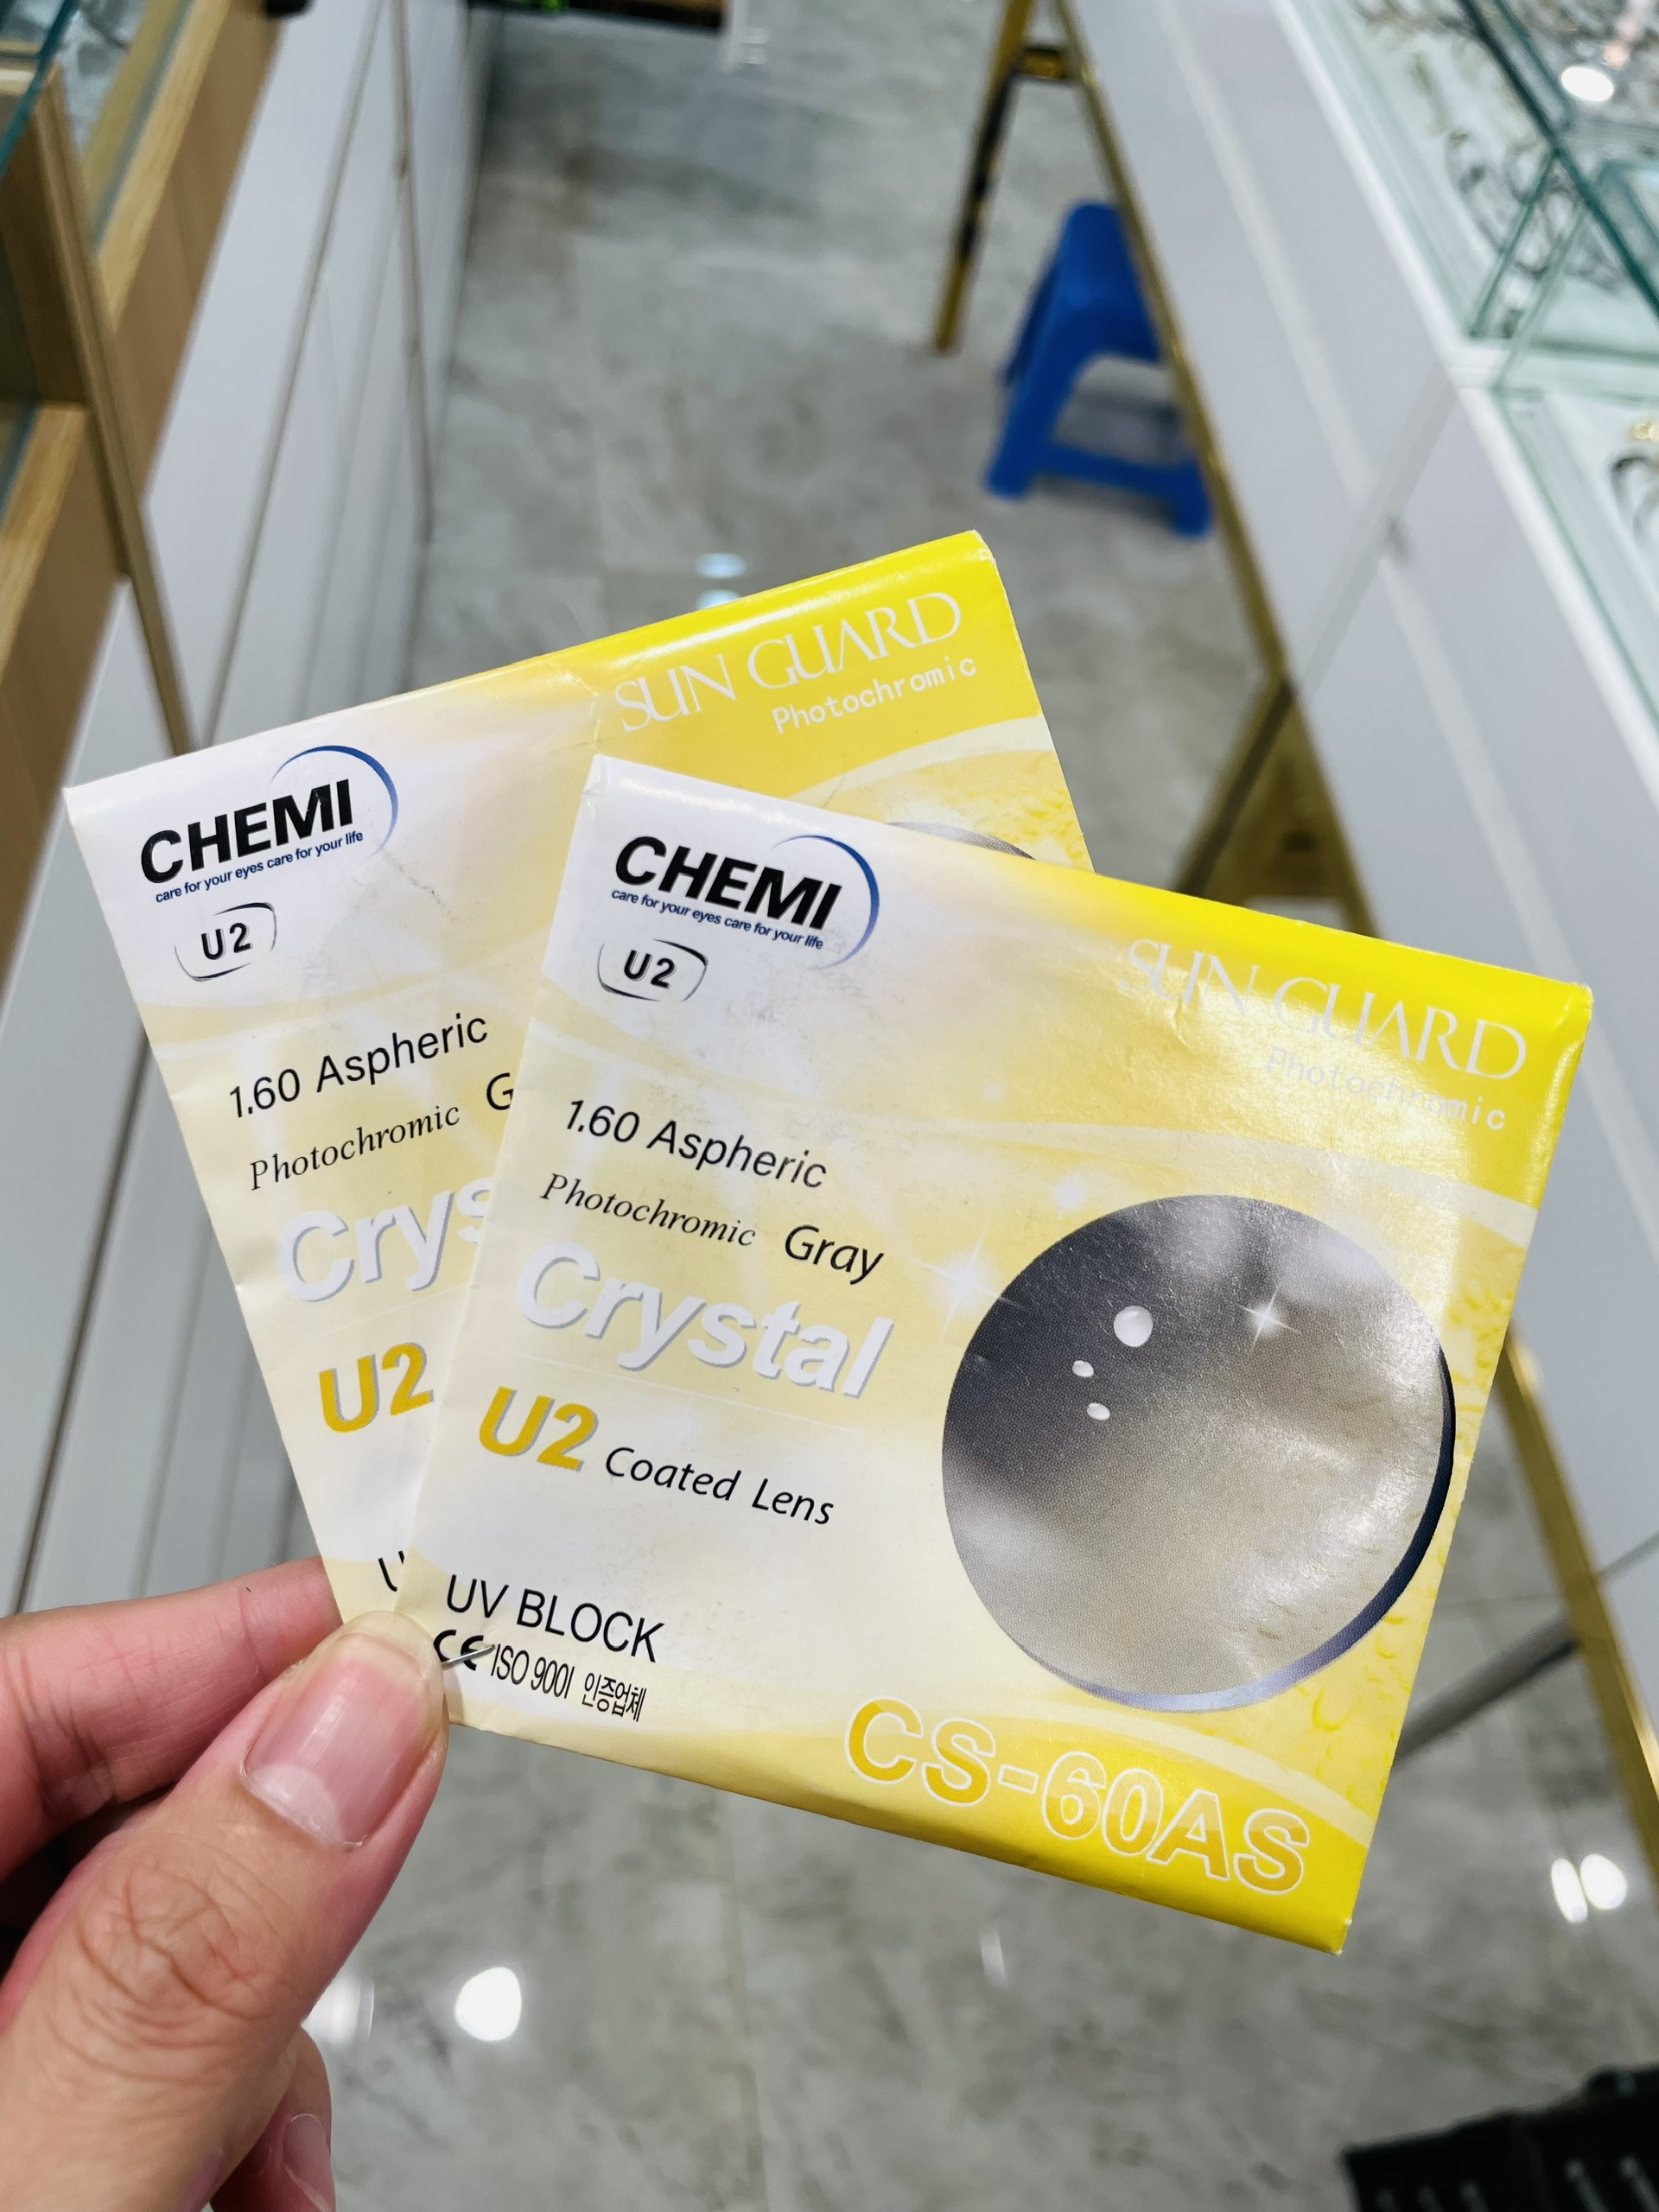 SUN GUARD
Photochromic
CHEMI
care for your eyes care for your life
U2
1.60 Aspheric
Photochromic G
Crys
U2
CHEMI
care for your eyes care for your life
U2
SUN GUARD
Photochromic
1.60 Aspheric
Photochromic Gray
Crystal
U2 Coated Lens
UV BLOCK
CE ISO 9001 인증업체
CS-60AS